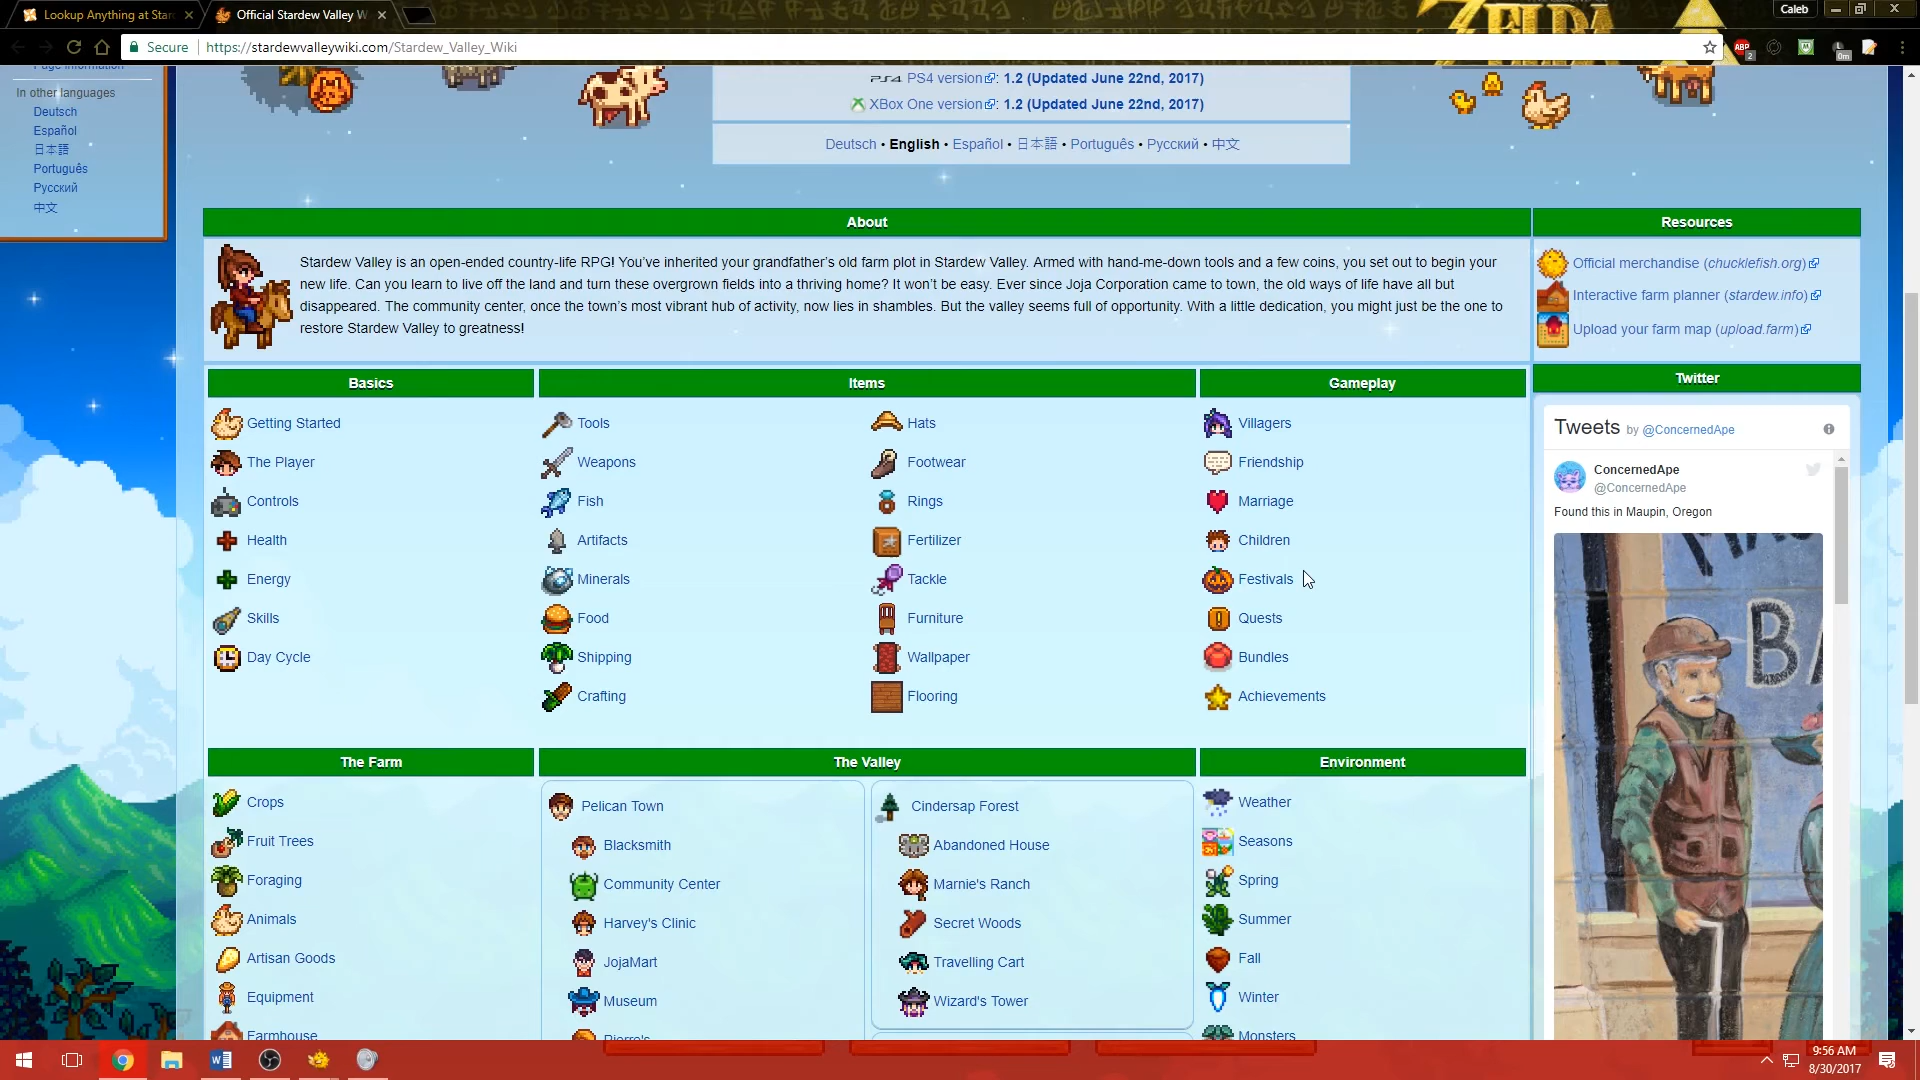 Lookup Anything at Star
Official Stardew Valley W
Caleb
Secure
https://stardewvalleywiki.com/Stardew_Valley_Wiki
ABP
2
0m
Page information
In other languages
Deutsch
Español
日本語
Português
Русский
中文
ZELDA
PS4 PS4 version: 1.2 (Updated June 22nd, 2017)
XBox One version: 1.2 (Updated June 22nd, 2017)
Deutsch • English • Español • 日本語 • Português • Русский • 中文
About
Stardew Valley is an open-ended country-life RPG! You've inherited your grandfather's old farm plot in Stardew Valley. Armed with hand-me-down tools and a few coins, you set out to begin your
new life. Can you learn to live off the land and turn these overgrown fields into a thriving home? It won't be easy. Ever since Joja Corporation came to town, the old ways of life have all but
disappeared. The community center, once the town's most vibrant hub of activity, now lies in shambles. But the valley seems full of opportunity. With a little dedication, you might just be the one to
restore Stardew Valley to greatness!
Resources
Official merchandise (chucklefish.org)
Interactive farm planner (stardew.info)
Upload your farm map (upload.farm)
Basics
Getting Started
The Player
Controls
Health
Energy
Skills
Day Cycle
Items
Tools
Weapons
Fish
Artifacts
Minerals
Food
Shipping
Crafting
Hats
Footwear
Rings
Fertilizer
Tackle
Furniture
Wallpaper
Flooring
Gameplay
Villagers
Friendship
Marriage
Children
Festivals
Quests
Bundles
Achievements
Twitter
Tweets by @ConcernedApe
ConcernedApe
@ConcernedApe
Found this in Maupin, Oregon
BA
The Farm
Crops
Fruit Trees
Foraging
Animals
Artisan Goods
Equipment
Farmhouse
The Valley
Pelican Town
Blacksmith
Community Center
Harvey's Clinic
JojaMart
Museum
Pierre's
Cindersap Forest
Abandoned House
Marnie's Ranch
Secret Woods
Travelling Cart
Wizard's Tower
Environment
Weather
Seasons
Spring
Summer
Fall
Winter
Monsters
9:56 AM
8/30/2017